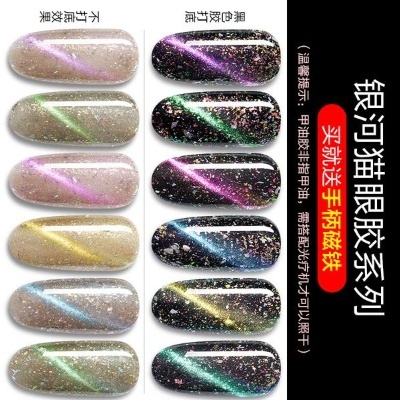 银河猫眼胶系列
买就送手柄磁铁
（温馨提示：甲油胶非指甲油，需搭配光疗机才可以照干）
黑色胶打底
不打底效果